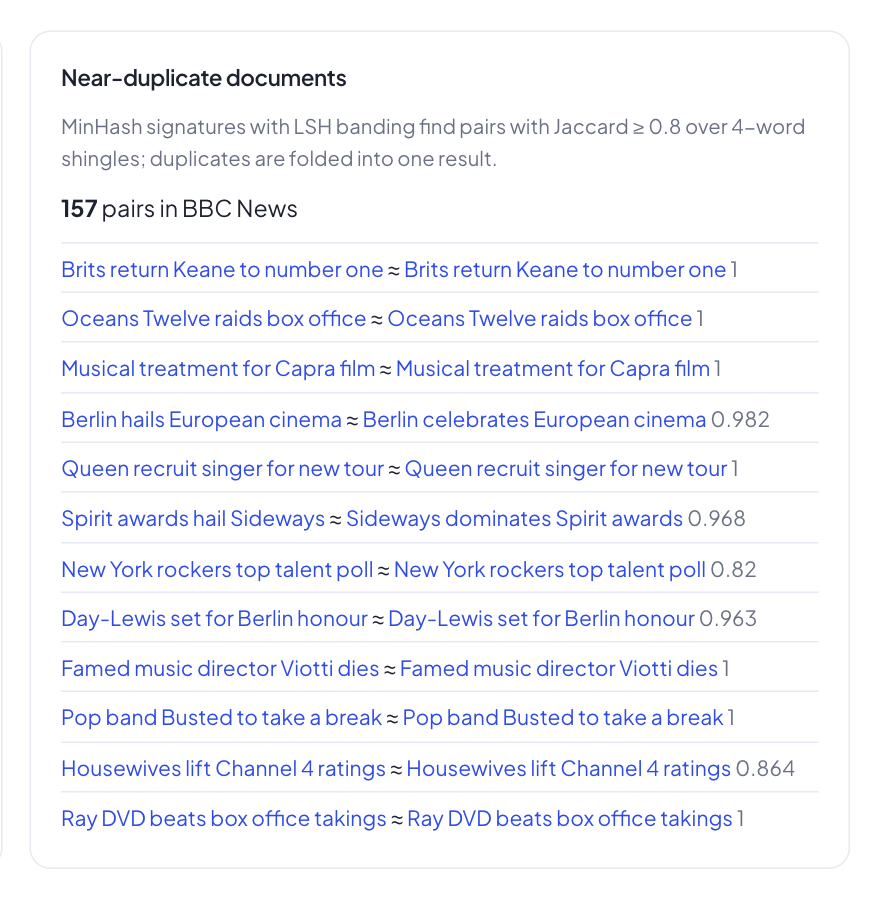 Near-duplicate documents
MinHash signatures with LSH banding find pairs with Jaccard ≥ 0.8 over 4-word
shingles; duplicates are folded into one result.
157 pairs in BBC News
Brits return Keane to number one ≈ Brits return Keane to number one 1
Oceans Twelve raids box office ≈ Oceans Twelve raids box office 1
Musical treatment for Capra film ≈ Musical treatment for Capra film 1
Berlin hails European cinema ≈ Berlin celebrates European cinema 0.982
Queen recruit singer for new tour ≈ Queen recruit singer for new tour 1
Spirit awards hail Sideways ≈ Sideways dominates Spirit awards 0.968
New York rockers top talent poll ≈ New York rockers top talent poll 0.82
Day-Lewis set for Berlin honour ≈ Day-Lewis set for Berlin honour 0.963
Famed music director Viotti dies ≈ Famed music director Viotti dies 1
Pop band Busted to take a break ≈ Pop band Busted to take a break 1
Housewives lift Channel 4 ratings ≈ Housewives lift Channel 4 ratings 0.864
Ray DVD beats box office takings ≈ Ray DVD beats box office takings 1